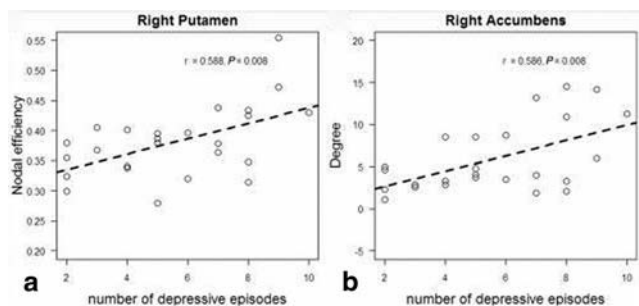 Right Putamen
r = 0.588, P = 0.008
Nodal efficiency
0.55
0.50
0.45
0.40
0.35
0.30
0.25
0.20
2 4 6 8 10
number of depressive episodes
a
Right Accumbens
r = 0.586, P = 0.008
Degree
20
15
10
5
0
-5
2 4 6 8 10
number of depressive episodes
b